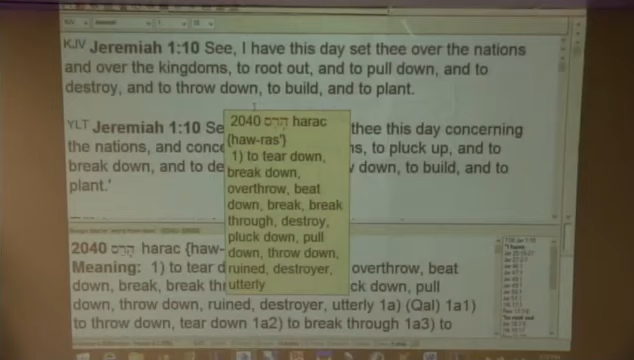 KJV Jeremiah 1:10 See, I have this day set thee over the nations
and over the kingdoms, to root out, and to pull down, and to
destroy, and to throw down, to build, and to plant.
YLT Jeremiah 1:10 Se thee this day concerning
the nations, and conce ns, to pluck up, and to
break down, and to de w down, to build, and to
plant.'
2040 הָרַס harac
{haw-ras'}
1) to tear down,
break down,
overthrow, beat
down, break, break
through, destroy,
pluck down, pull
down, throw down,
ruined, destroyer,
utterly
2040 הָרַס harac {haw-
Meaning: 1) to tear d overthrow, beat
down, break, break thr ck down, pull
down, throw down, ruined, destroyer, utterly 1a) (Qal) 1a1)
to throw down, tear down 1a2) to break through 1a3) to